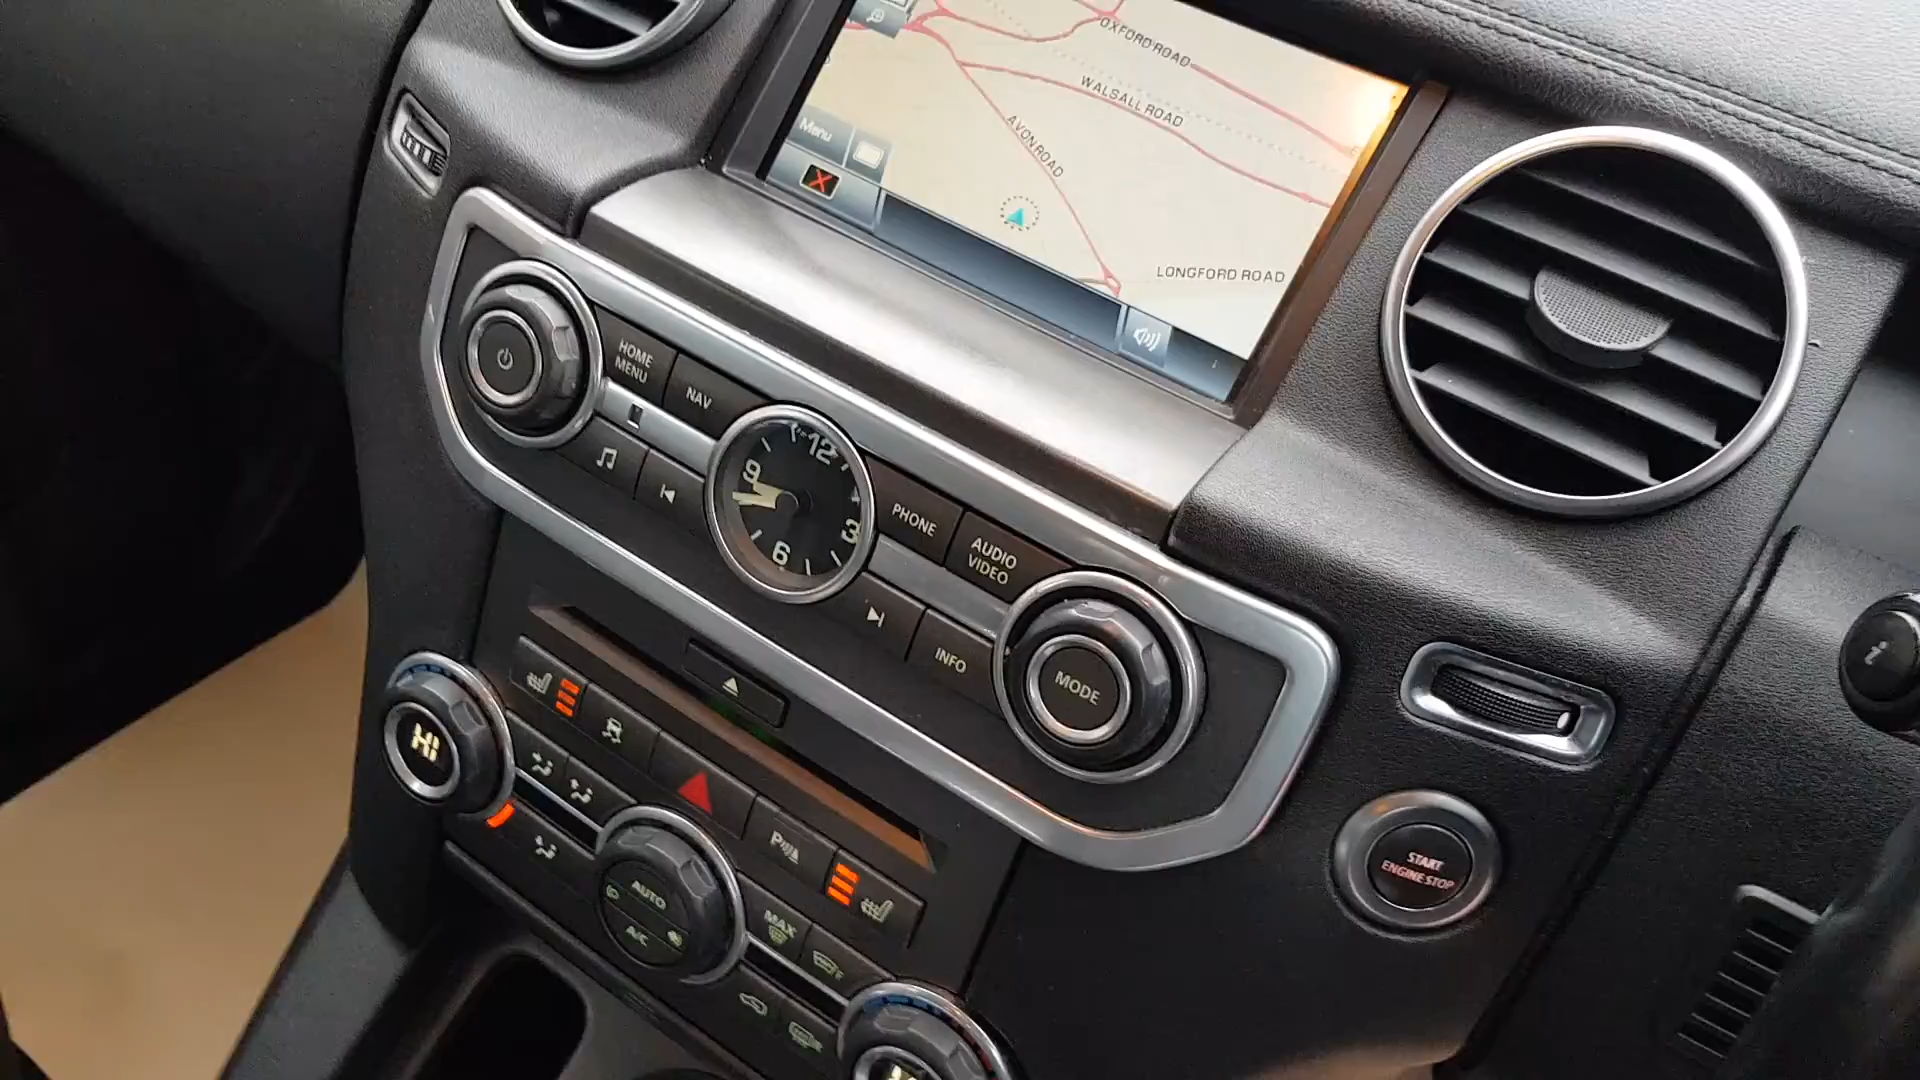 OXFORD ROAD
WALSALL ROAD
AVON ROAD
Menu
LONGFORD ROAD
HOME
MENU
NAV
12
9
3
6
PHONE
AUDIO
VIDEO
INFO
MODE
HI
START
ENGINE STOP
i
P
AUTO
A/C
MAX